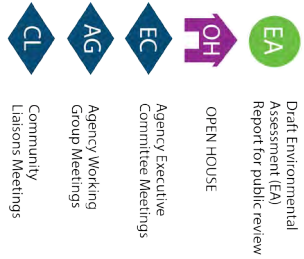 EA
Draft Environmental
Assessment (EA)
Report for public review
OH
OPEN HOUSE
EC
Agency Executive
Committee Meetings
AG
Agency Working
Group Meetings
CL
Community
Liaisons Meetings